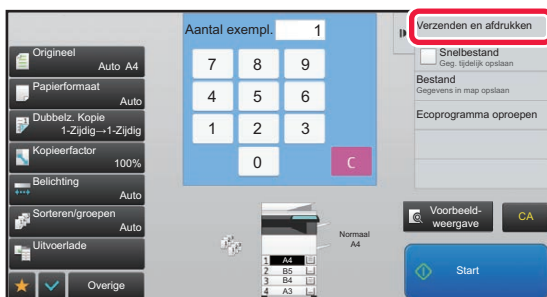 Aantal exempl. 1
Origineel
Auto A4
Papierformaat
Auto
Dubbelz. Kopie
1-Zijdig→1-Zijdig
Kopieerfactor
100%
Belichting
Auto
Sorteren/groepen
Auto
Uitvoerlade
Overige
7 8 9
4 5 6
1 2 3
0 C
Normaal
A4
1 A4
2 B5
3 B4
4 A3
Verzenden en afdrukken
Snelbestand
Geg. tijdelijk opslaan
Bestand
Gegevens in map opslaan
Ecoprogramma oproepen
Voorbeeld-
weergave
CA
Start